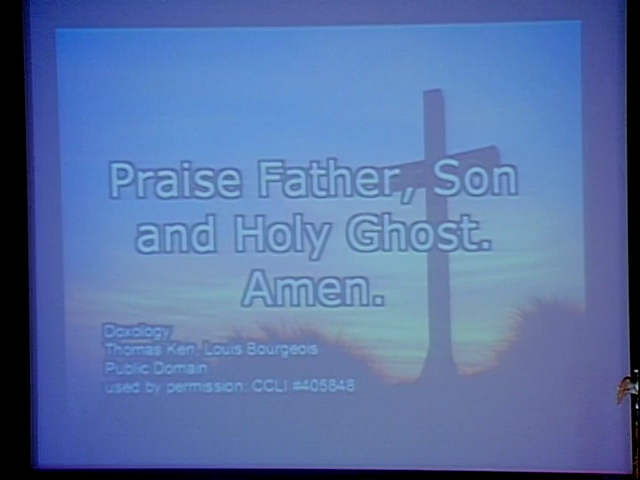 Praise Father, Son
and Holy Ghost.
Amen.
Doxology
Thomas Ken, Louis Bourgeois
Public Domain
used by permission: CCLI #405848